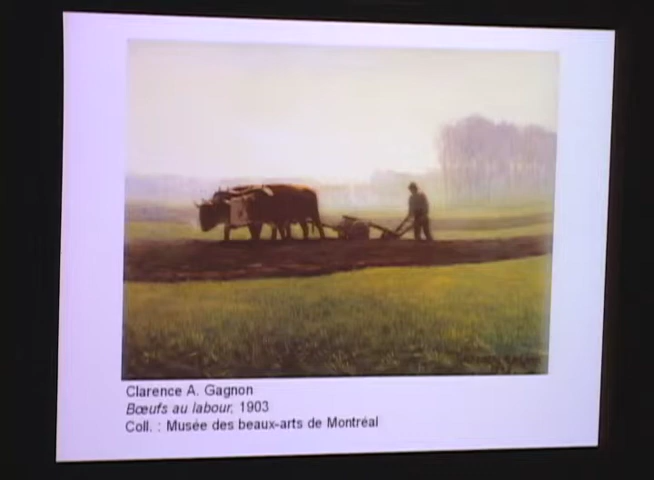 Clarence A. Gagnon
Bœufs au labour, 1903
Coll. : Musée des beaux-arts de Montréal